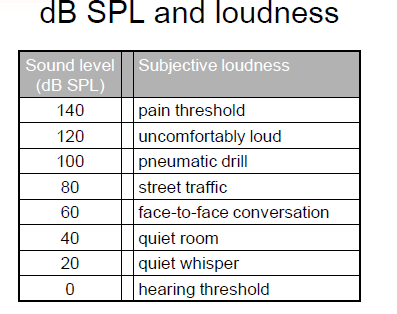 dB SPL and loudness
Sound level Subjective loudness
(dB SPL)
140 pain threshold
120 uncomfortably loud
100 pneumatic drill
80 street traffic
60 face-to-face conversation
40 quiet room
20 quiet whisper
0 hearing threshold